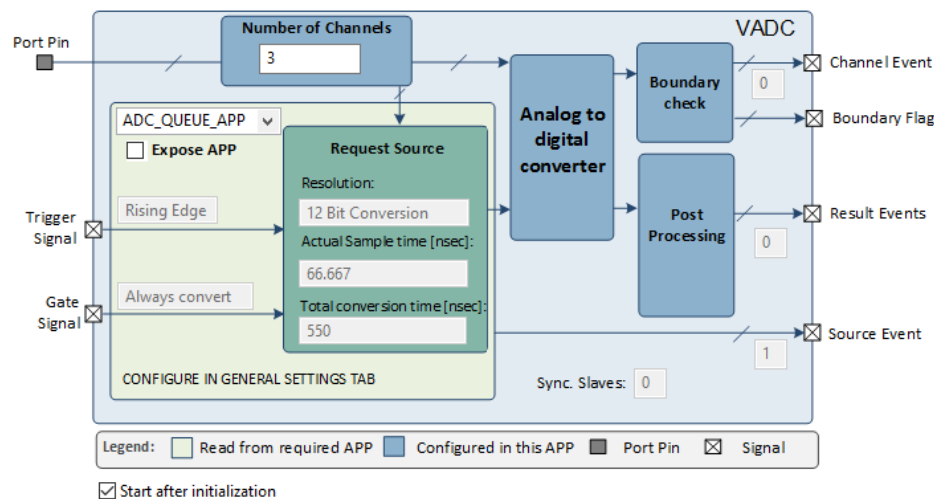 VADC
Number of Channels
3
Port Pin
ADC_QUEUE_APP
Expose APP
Request Source
Resolution:
12 Bit Conversion
Actual Sample time [nsec]:
66.667
Total conversion time [nsec]:
550
Rising Edge
Trigger
Signal
Always convert
Gate
Signal
CONFIGURE IN GENERAL SETTINGS TAB
Analog to
digital
converter
Boundary
check
Channel Event
0
Boundary Flag
Post
Processing
Result Events
0
Source Event
1
Sync. Slaves: 0
Legend: Read from required APP Configured in this APP Port Pin Signal
Start after initialization